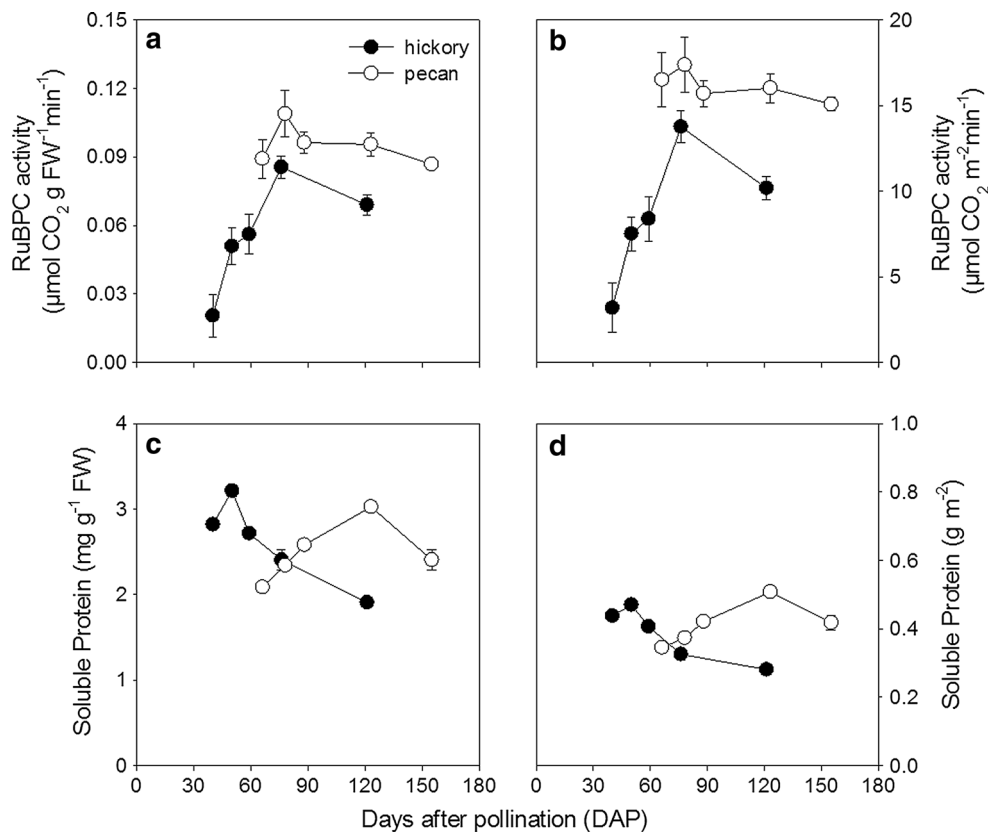 a
hickory
pecan
0.15
0.12
0.09
0.06
0.03
0.00
RuBPC activity
(µmol CO₂ g FW⁻¹min⁻¹)
b
20
15
10
5
0
RuBPC activity
(µmol CO₂ m⁻²min⁻¹)
c
4
3
2
1
0
Soluble Protein (mg g⁻¹ FW)
0 30 60 90 120 150 180
d
1.0
0.8
0.6
0.4
0.2
0.0
Soluble Protein (g m⁻²)
0 30 60 90 120 150 180
Days after pollination (DAP)